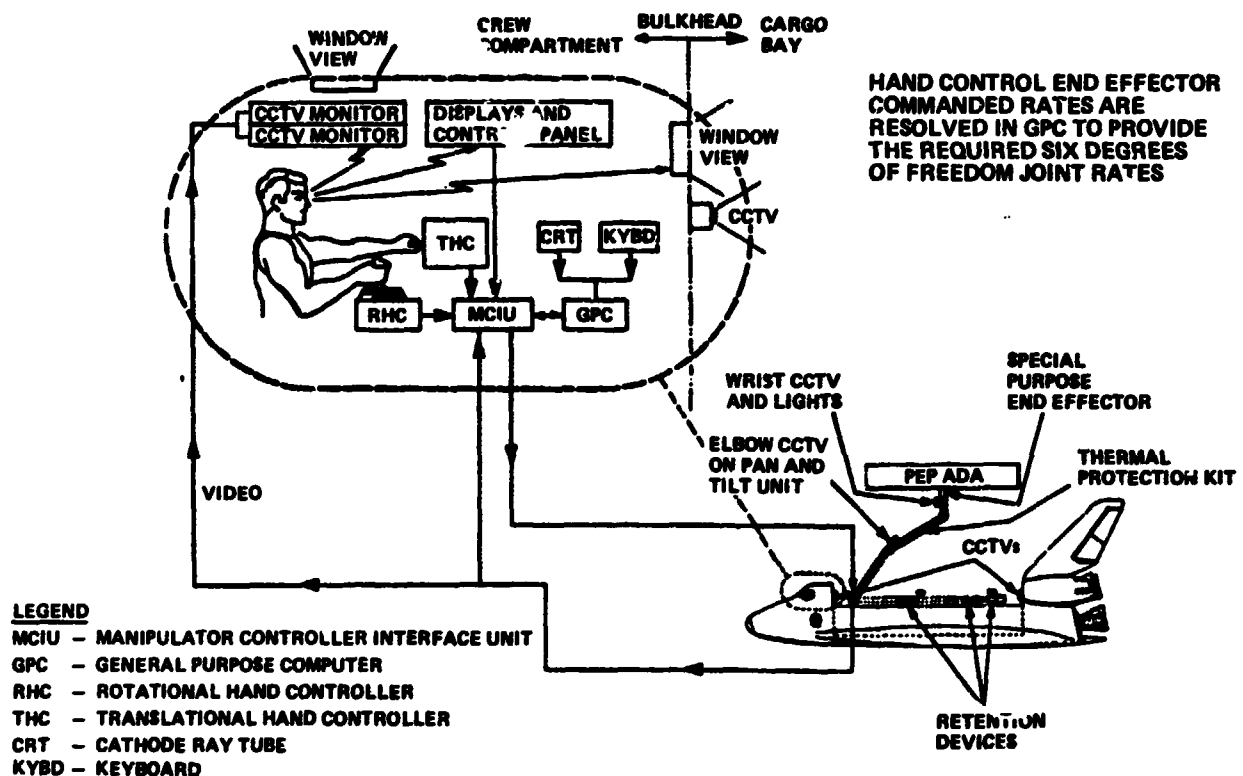 WINDOW
VIEW
CREW
COMPARTMENT
BULKHEAD
CARGO
BAY
HAND CONTROL END EFFECTOR
COMMANDED RATES ARE
RESOLVED IN GPC TO PROVIDE
THE REQUIRED SIX DEGREES
OF FREEDOM JOINT RATES
CCTV MONITOR
CCTV MONITOR
DISPLAYS AND
PANEL
WINDOW
VIEW
CCTV
THC
CRT
KYBD
RHC
MCIU
GPC
WRIST CCTV
AND LIGHTS
SPECIAL
PURPOSE
END EFFECTOR
ELBOW CCTV
ON PAN AND
TILT UNIT
PEP ADA
THERMAL
PROTECTION KIT
VIDEO
CCTVs
RETENTION
DEVICES
LEGEND
MCIU – MANIPULATOR CONTROLLER INTERFACE UNIT
GPC – GENERAL PURPOSE COMPUTER
RHC – ROTATIONAL HAND CONTROLLER
THC – TRANSLATIONAL HAND CONTROLLER
CRT – CATHODE RAY TUBE
KYBD – KEYBOARD